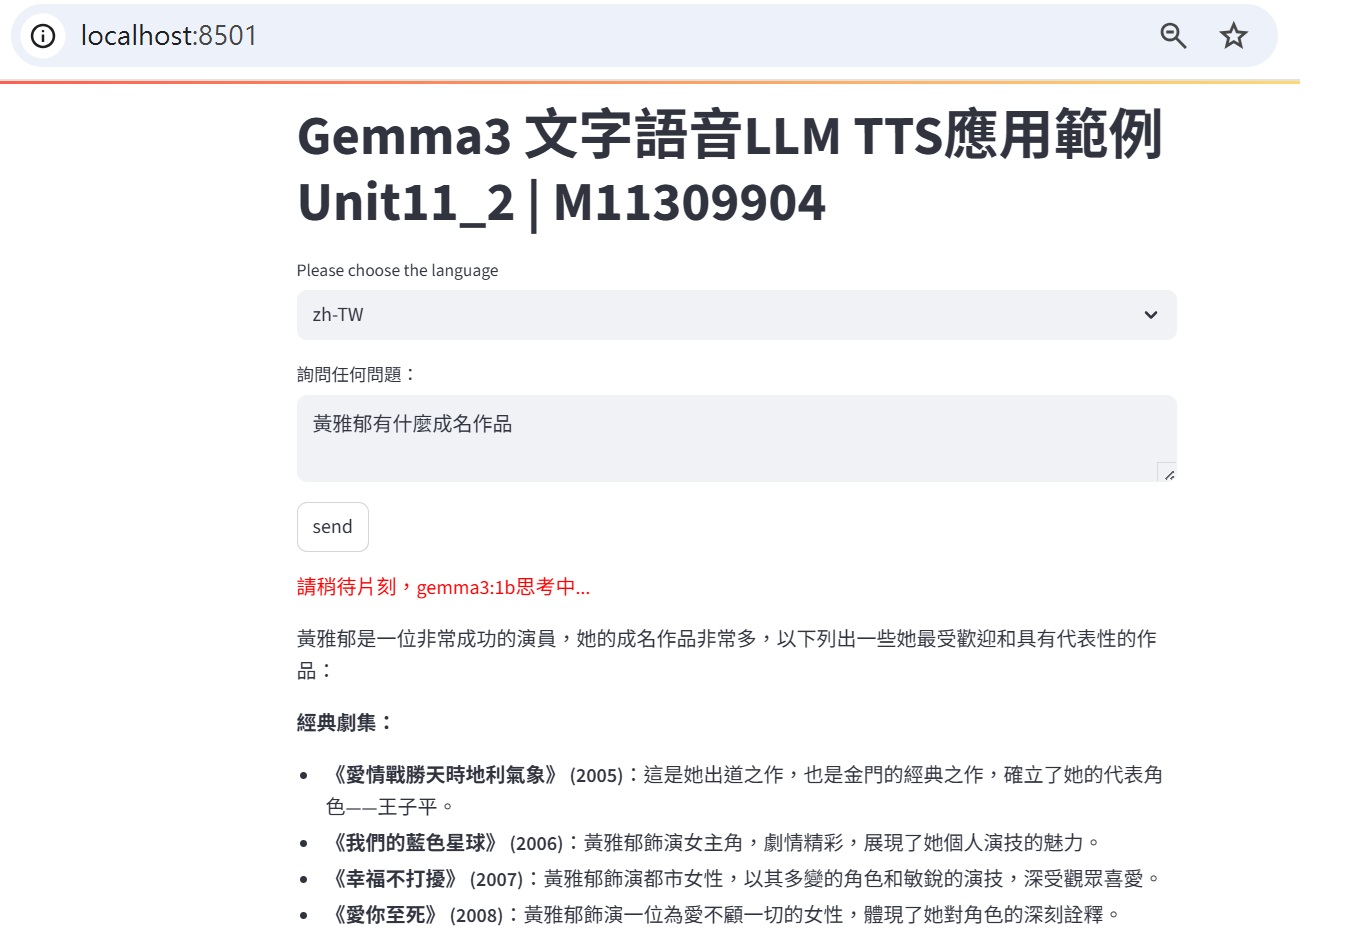 localhost:8501
Gemma3 文字語音LLM TTS應用範例
Unit11_2 | M11309904
Please choose the language
zh-TW
詢問任何問題：
黃雅郁有什麼成名作品
send
請稍待片刻，gemma3:1b思考中...
黃雅郁是一位非常成功的演員，她的成名作品非常多，以下列出一些她最受歡迎和具有代表性的作
品：
經典劇集：
• 《愛情戰勝天時地利氣象》 (2005)：這是她出道之作，也是金門的經典之作，確立了她的代表角
色——王子平。
• 《我們的藍色星球》 (2006)：黃雅郁飾演女主角，劇情精彩，展現了她個人演技的魅力。
• 《幸福不打擾》 (2007)：黃雅郁飾演都市女性，以其多變的角色和敏銳的演技，深受觀眾喜愛。
• 《愛你至死》 (2008)：黃雅郁飾演一位為愛不顧一切的女性，體現了她對角色的深刻詮釋。